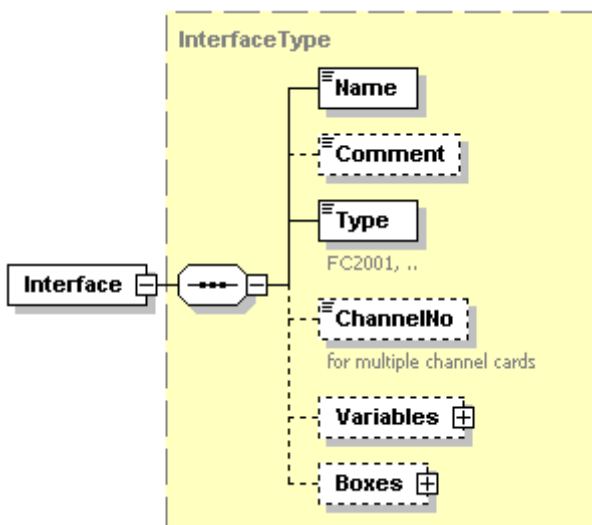 InterfaceType
Name
Comment
Type
FC2001, ..
Interface
ChannelNo
for multiple channel cards
Variables
Boxes